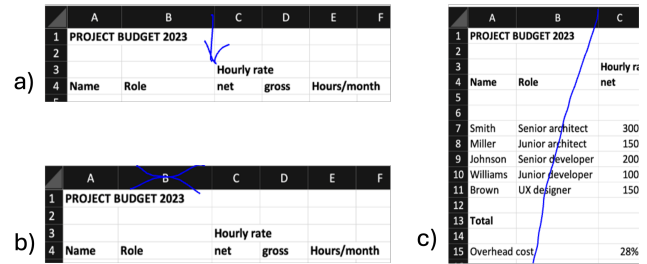 a)
A B C D E F
1 PROJECT BUDGET 2023
2
3 Hourly rate
4 Name Role net gross Hours/month
b)
A B C D E F
1 PROJECT BUDGET 2023
2
3 Hourly rate
4 Name Role net gross Hours/month
c)
A B C
1 PROJECT BUDGET 2023
2
3 Hourly ra
4 Name Role net
5
6
7 Smith Senior architect 300
8 Miller Junior architect 150
9 Johnson Senior developer 200
10 Williams Junior developer 100
11 Brown UX designer 150
12
13 Total
14
15 Overhead cost 28%